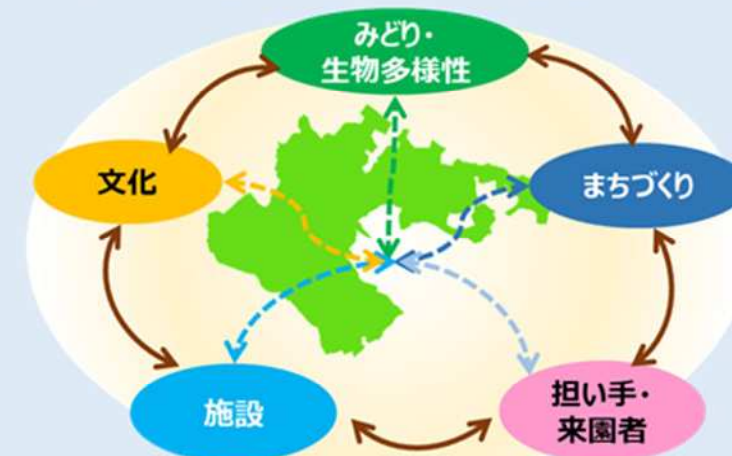 みどり・
生物多様性
文化
まちづくり
施設
担い手・
来園者